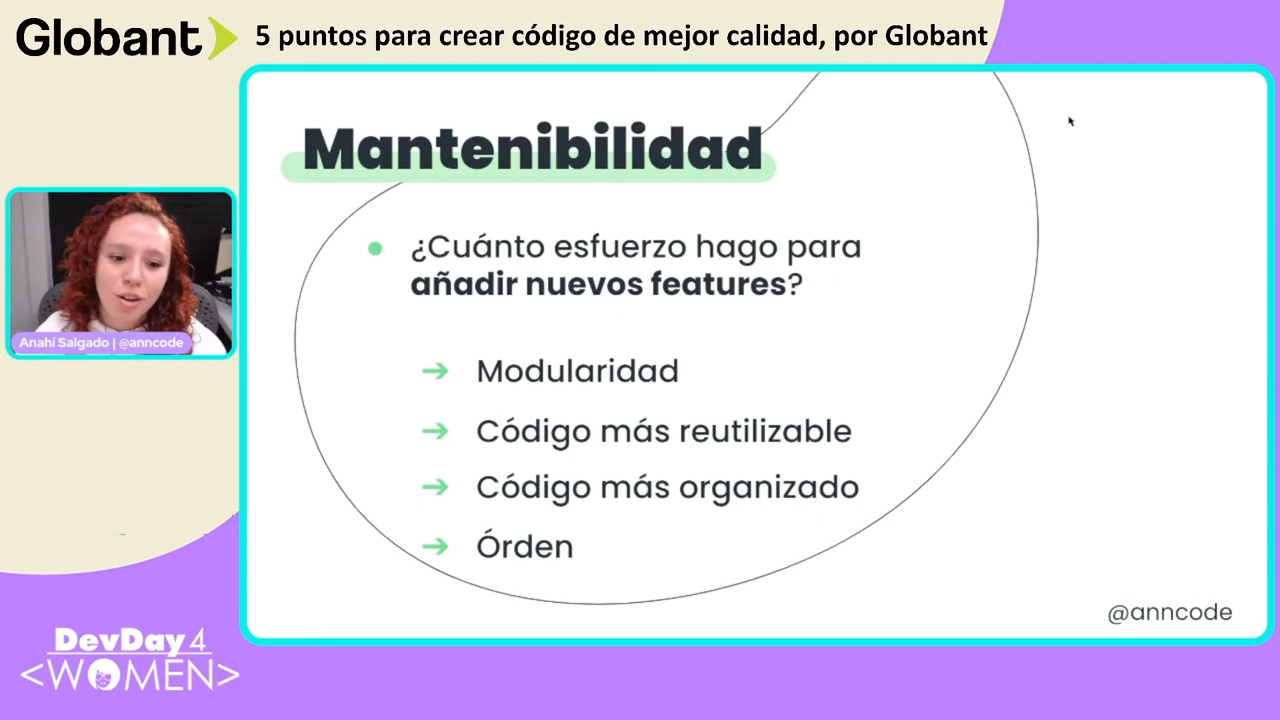 Globant
5 puntos para crear código de mejor calidad, por Globant
Mantenibilidad
¿Cuánto esfuerzo hago para
añadir nuevos features?
Modularidad
Código más reutilizable
Código más organizado
Órden
@anncode
Anahí Salgado | @anncode
DevDay 4
<WOMEN>